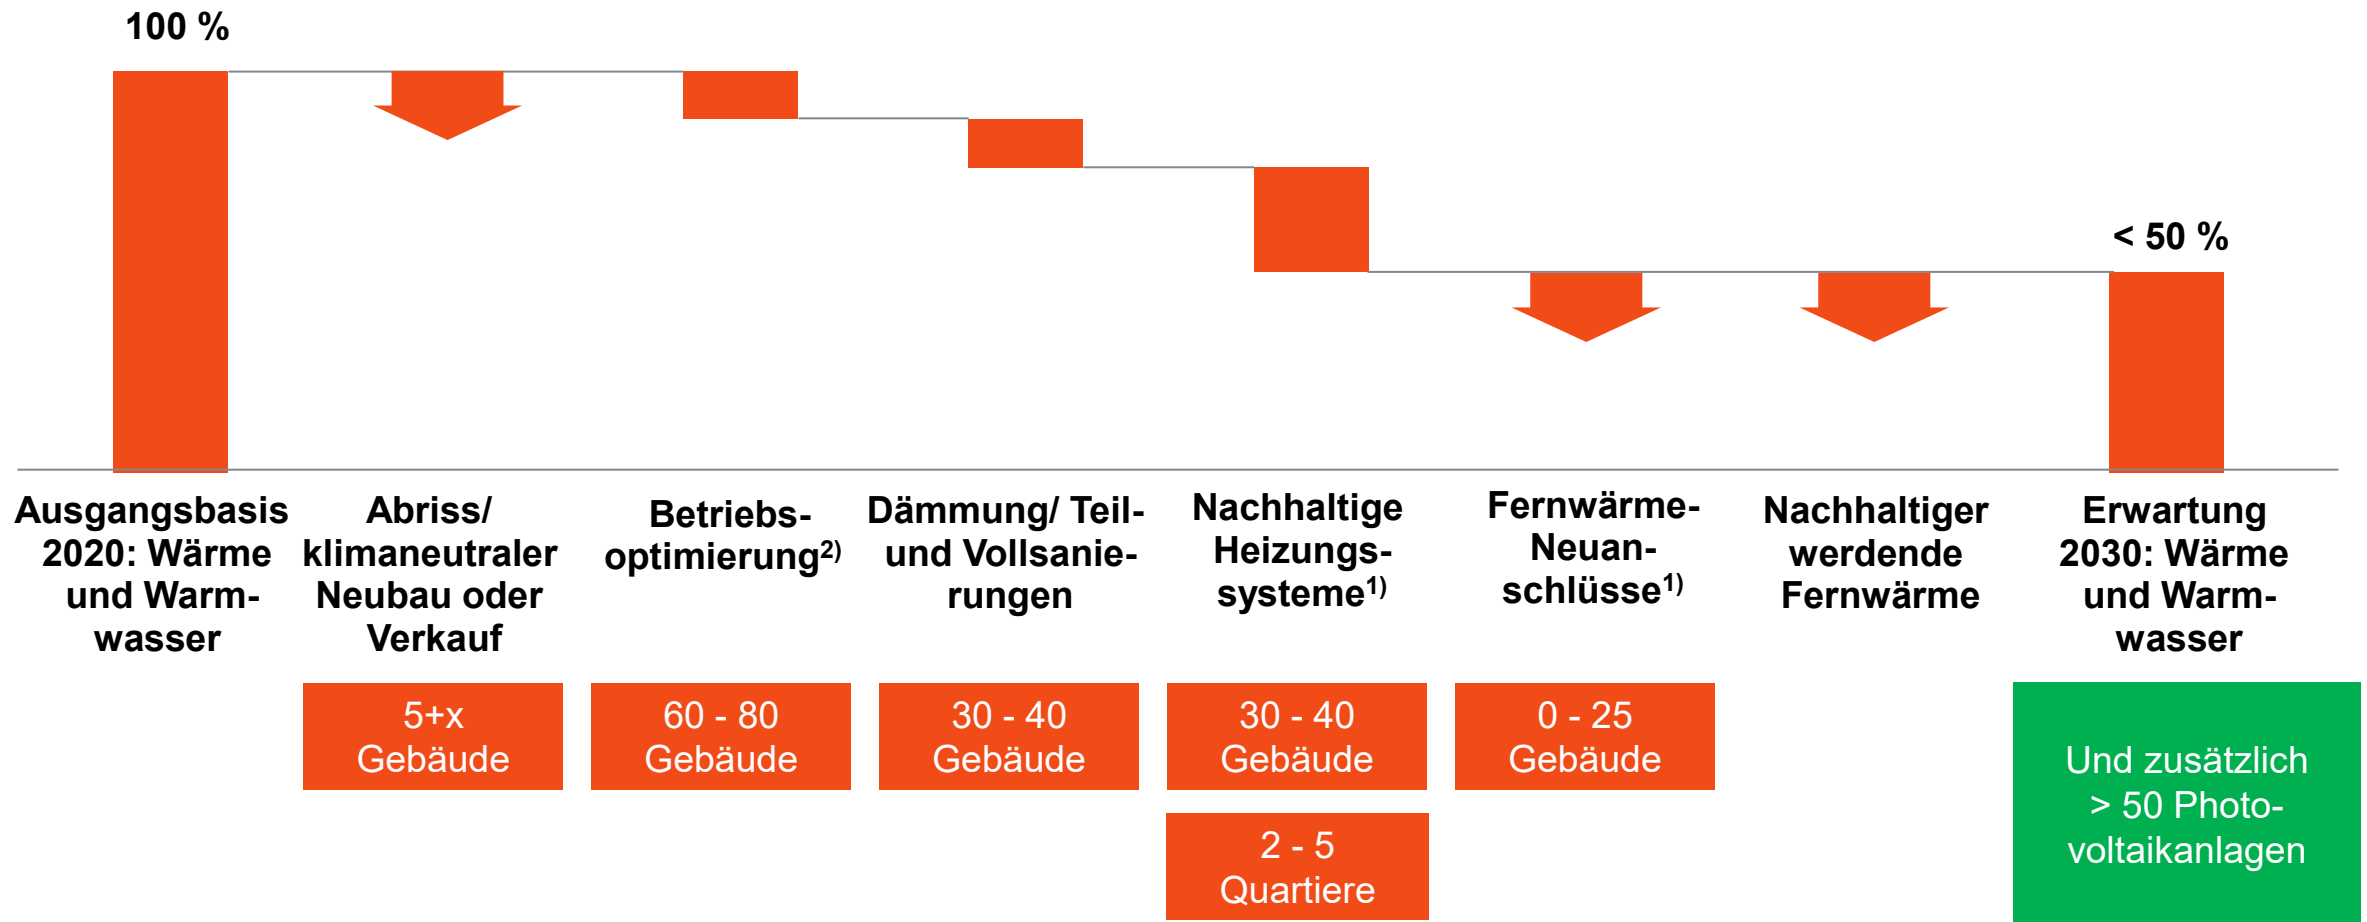 100 %
< 50 %
Ausgangsbasis
2020: Wärme
und Warm-
wasser
Abriss/
klimaneutraler
Neubau oder
Verkauf
Betriebs-
optimierung2)
Dämmung/ Teil-
und Vollsanie-
rungen
Nachhaltige
Heizungs-
systeme1)
Fernwärme-
Neuan-
schlüsse1)
Nachhaltiger
werdende
Fernwärme
Erwartung
2030: Wärme
und Warm-
wasser
5+x
Gebäude
60 - 80
Gebäude
30 - 40
Gebäude
30 - 40
Gebäude
0 - 25
Gebäude
2 - 5
Quartiere
Und zusätzlich
> 50 Photo-
voltaikanlagen